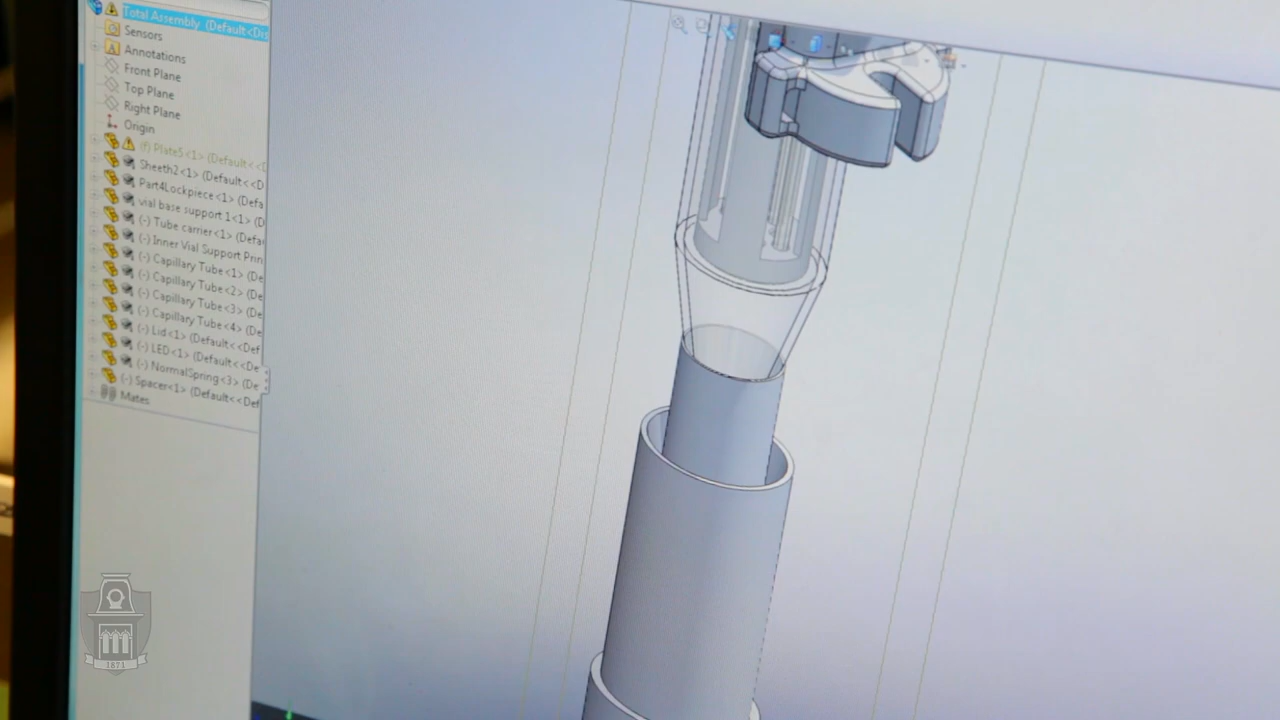 Total Assembly (Default<Dis
Sensors
Annotations
Front Plane
Top Plane
Right Plane
Origin
(f) Plate5<1> (Default<<D
Sheeth2<1> (Default<<D
Part4Lockpiece<1> (Defa
vial base support 1<1> (D
(-) Tube carrier<1> (Defau
(-) Inner Vial Support Prin
(-) Capillary Tube<1> (De
(-) Capillary Tube<2> (De
(-) Capillary Tube<3> (De
(-) Capillary Tube<4> (De
(-) Lid<1> (Default<<Def
(-) LED<1> (Default<<De
(-) NormalSpring<3> (De
(-) Spacer<1> (Default<<Def
Mates
1871